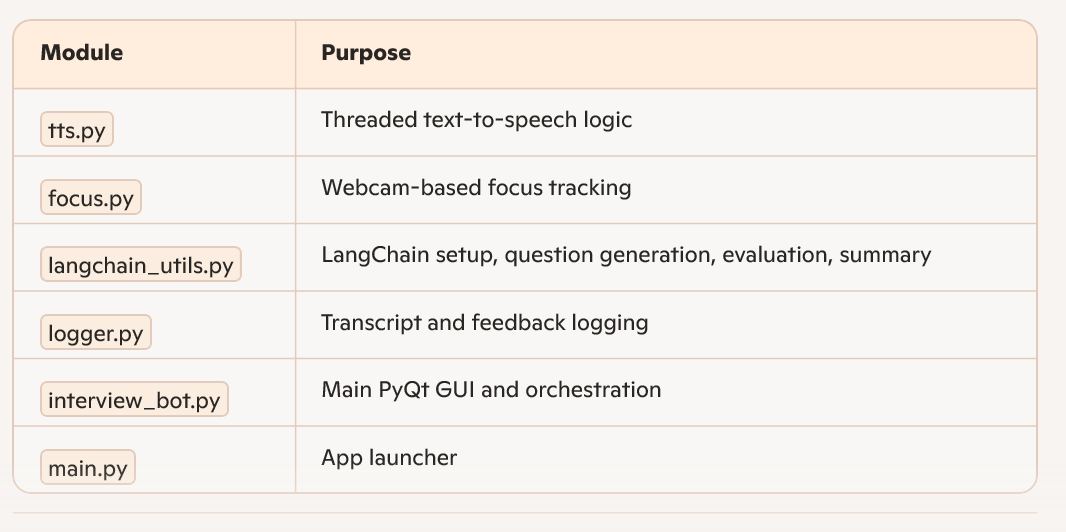 Module Purpose
tts.py Threaded text-to-speech logic
focus.py Webcam-based focus tracking
langchain_utils.py LangChain setup, question generation, evaluation, summary
logger.py Transcript and feedback logging
interview_bot.py Main PyQt GUI and orchestration
main.py App launcher